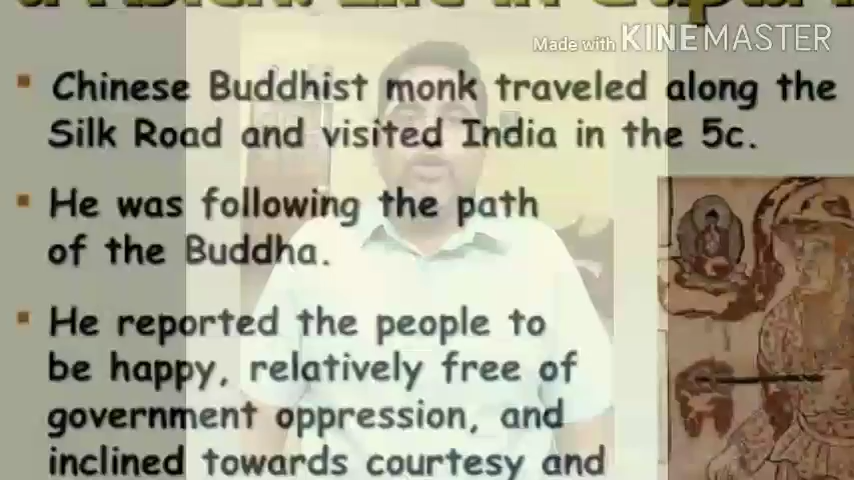 Made with KINEMASTER
▪ Chinese Buddhist monk traveled along the
Silk Road and visited India in the 5c.
▪ He was following the path
of the Buddha.
▪ He reported the people to
be happy, relatively free of
government oppression, and
inclined towards courtesy and